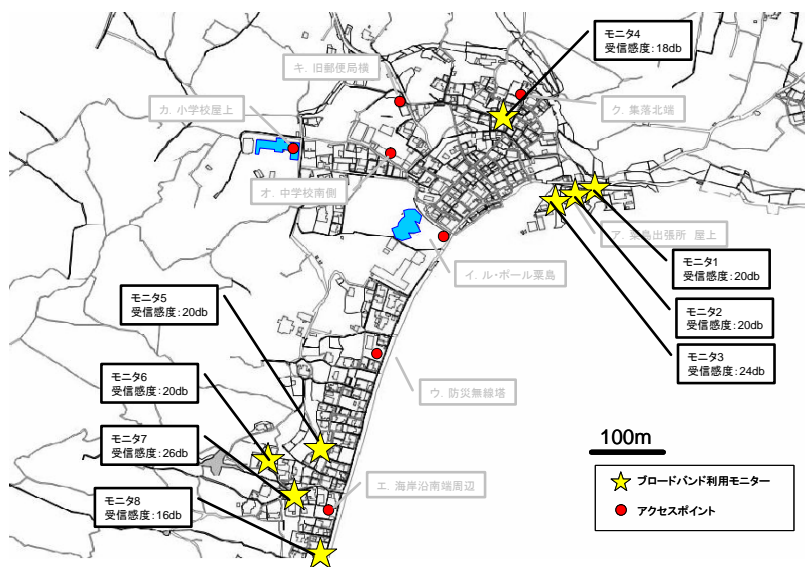 モニタ4
受信感度:18db
キ. 旧郵便局横
カ. 小学校屋上
ク. 集落北端
オ. 中学校南側
ア. 粟島出張所 屋上
イ. ル・ポール粟島
モニタ1
受信感度:20db
モニタ5
受信感度:20db
モニタ2
受信感度:20db
モニタ3
受信感度:24db
ウ. 防災無線塔
モニタ6
受信感度:20db
モニタ7
受信感度:26db
100m
モニタ8
受信感度:16db
エ. 海岸沿南端周辺
ブロードバンド利用モニター
アクセスポイント